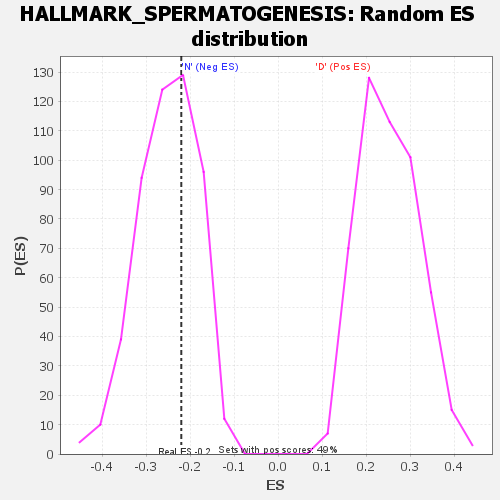 HALLMARK_SPERMATOGENESIS: Random ES
distribution
'N' (Neg ES) 'D' (Pos ES)
130
120
110
100
90
80
70
60
50
40
30
20
10
0
P(ES)
Real ES -0.2 Sets with pos scores: 49%
-0.4 -0.3 -0.2 -0.1 0.0 0.1 0.2 0.3 0.4
ES